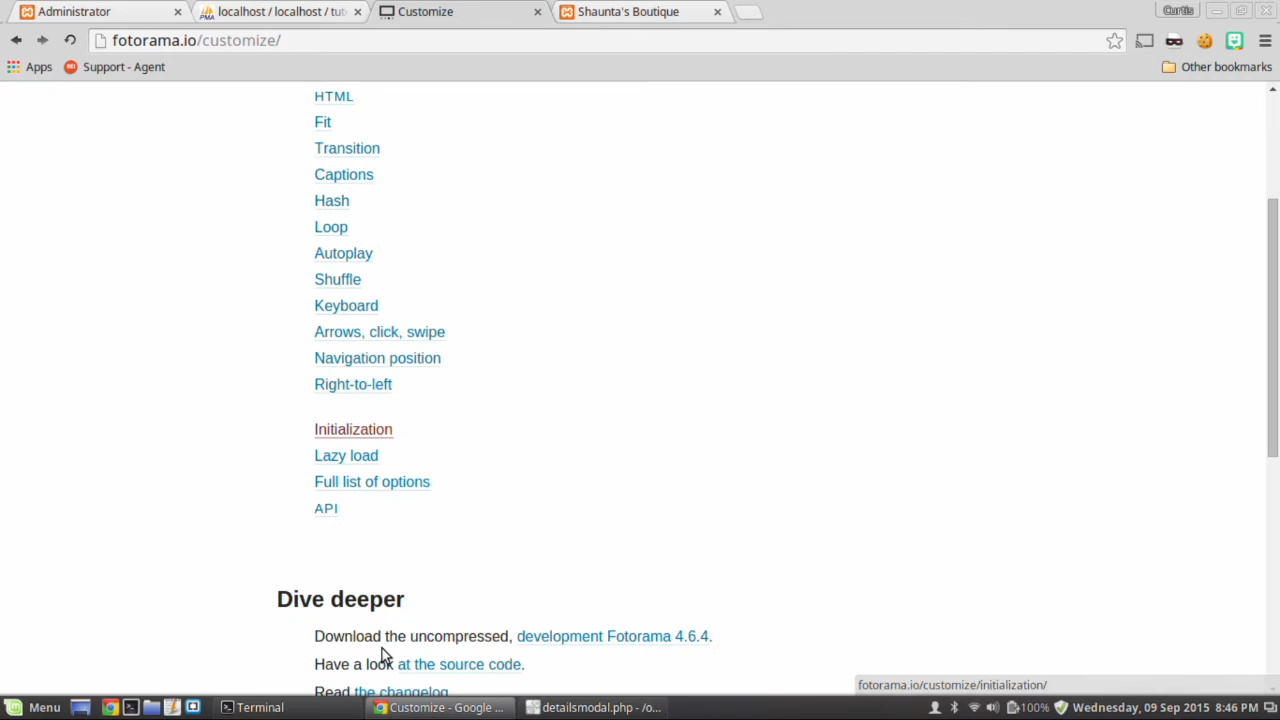 Administrator
localhost / localhost / tut
Customize
Shaunta's Boutique
Curtis
fotorama.io/customize/
Apps
Support - Agent
Other bookmarks
HTML
Fit
Transition
Captions
Hash
Loop
Autoplay
Shuffle
Keyboard
Arrows, click, swipe
Navigation position
Right-to-left
Initialization
Lazy load
Full list of options
API
Dive deeper
Download the uncompressed, development Fotorama 4.6.4.
Have a look at the source code.
Read the changelog
fotorama.io/customize/initialization/
Menu
Terminal
Customize - Google ...
detailsmodal.php - /o...
100%
Wednesday, 09 Sep 2015 8:46 PM